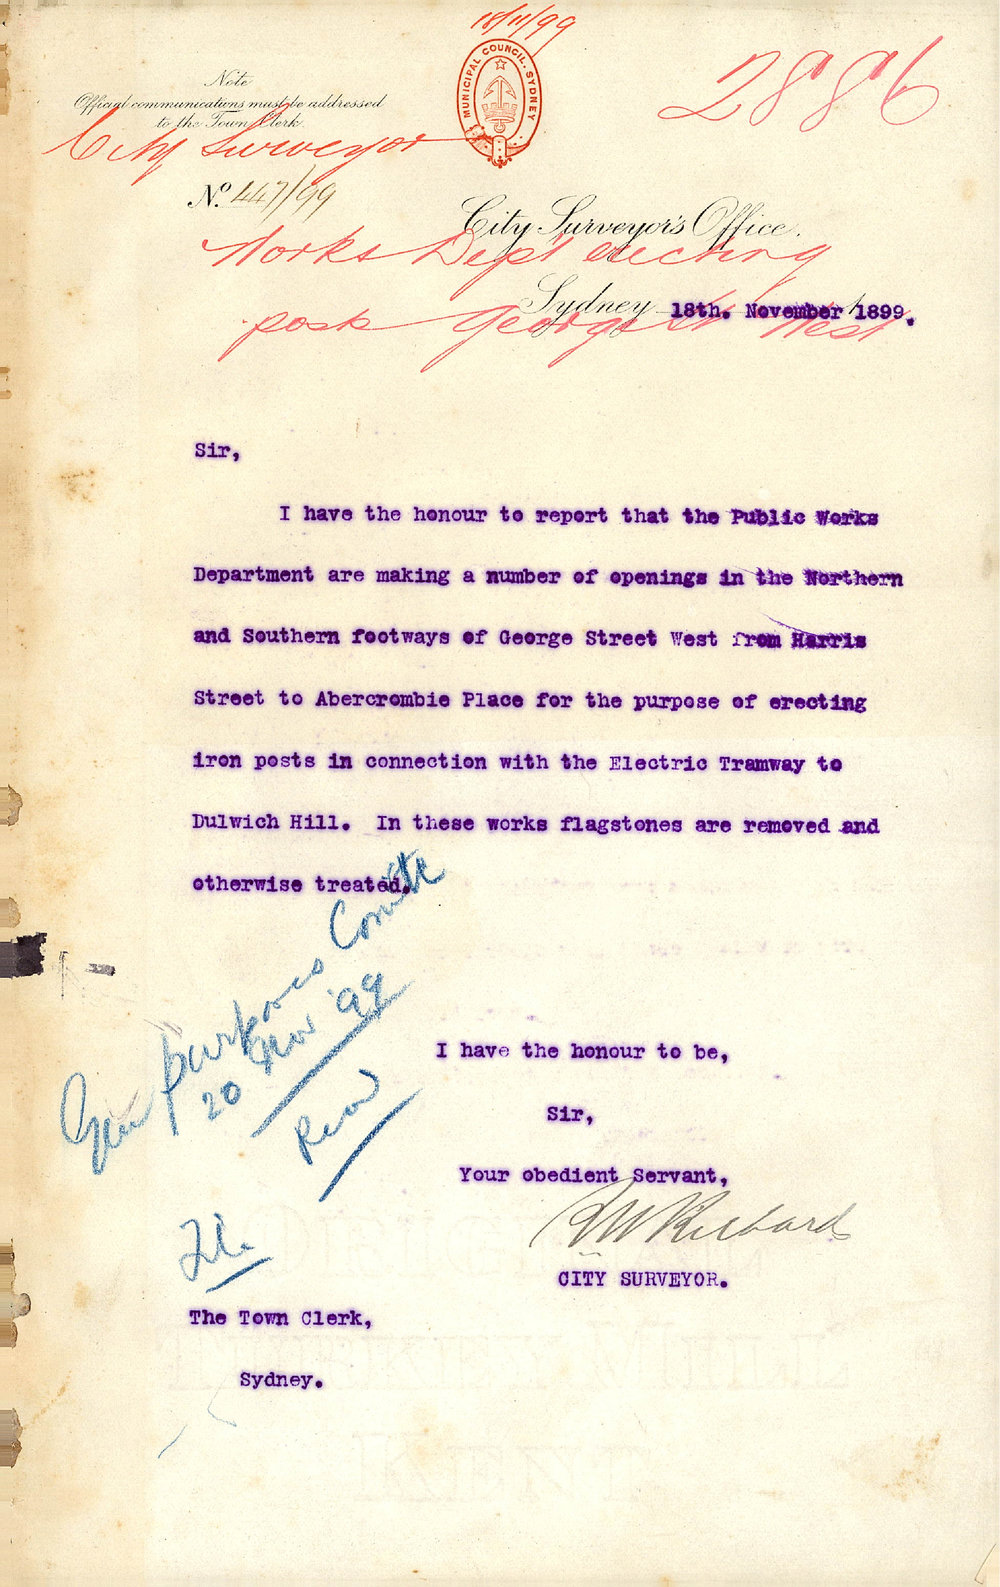 18/11/99
MUNICIPAL COUNCIL. SYDNEY
2886
Note
Official communications must be addressed
to the Town Clerk.
City Surveyor
No. 447/99
City Surveyor's Office.
Works Dept erecting
Sydney 18th. November 1899.
posts George St West
Sir,
I have the honour to report that the Public Works
Department are making a number of openings in the Northern
and Southern footways of George Street West from Harris
Street to Abercrombie Place for the purpose of erecting
iron posts in connection with the Electric Tramway to
Dulwich Hill. In these works flagstones are removed and
otherwise treated.
Comtte
20 Nov '99
I have the honour to be,
Sir,
Your obedient Servant,
Richards
CITY SURVEYOR.
The Town Clerk,
Sydney.